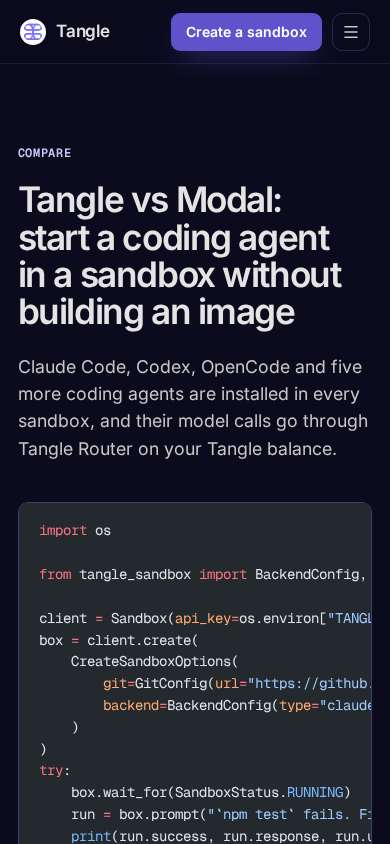 Tangle
Create a sandbox
COMPARE
Tangle vs Modal:
start a coding agent
in a sandbox without
building an image
Claude Code, Codex, OpenCode and five
more coding agents are installed in every
sandbox, and their model calls go through
Tangle Router on your Tangle balance.
import os
from tangle_sandbox import BackendConfig,
client = Sandbox(api_key=os.environ["TANGL
box = client.create(
    CreateSandboxOptions(
        git=GitConfig(url="https://github.
        backend=BackendConfig(type="claude
    )
)
try:
    box.wait_for(SandboxStatus.RUNNING)
    run = box.prompt("`npm test` fails. Fi
    print(run.success, run.response, run.u